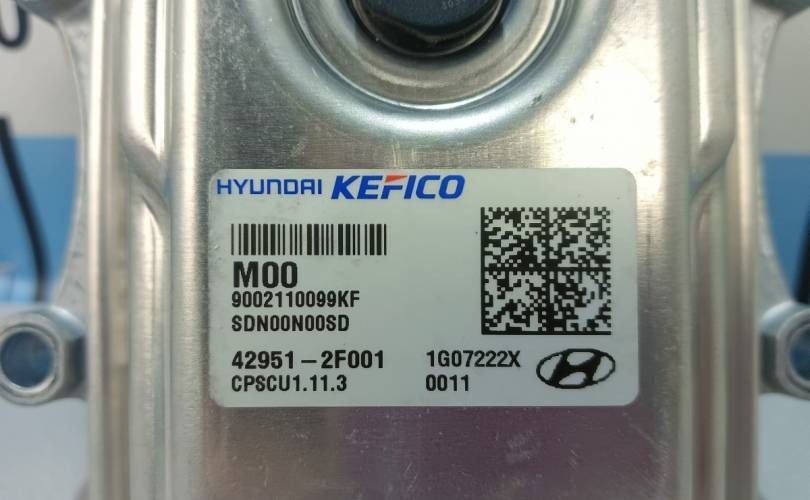 HYUNDAI KEFICO
M00
9002110099KF
SDN00N00SD
42951-2F001 1G07222X
CPSCU1.11.3 0011